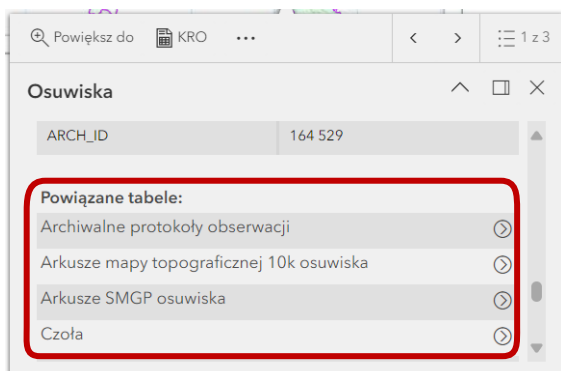 Powiększ do KRO ... 1 z 3
Osuwiska
ARCH_ID 164 529
Powiązane tabele:
Archiwalne protokoły obserwacji
Arkusze mapy topograficznej 10k osuwiska
Arkusze SMGP osuwiska
Czoła